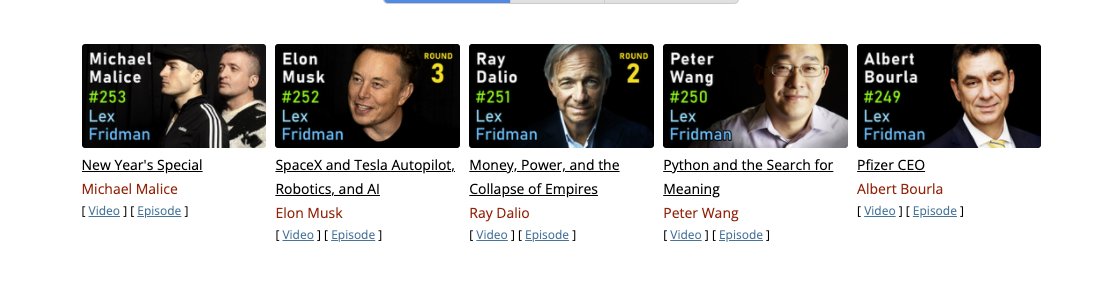 Michael
Malice
#253
Lex
Fridman
New Year's Special
Michael Malice
[ Video ] [ Episode ]
Elon
Musk
#252
Lex
Fridman
ROUND
3
SpaceX and Tesla Autopilot,
Robotics, and AI
Elon Musk
[ Video ] [ Episode ]
Ray
Dalio
#251
Lex
Fridman
ROUND
2
Money, Power, and the
Collapse of Empires
Ray Dalio
[ Video ] [ Episode ]
Peter
Wang
#250
Lex
Fridman
Python and the Search for
Meaning
Peter Wang
[ Video ] [ Episode ]
Albert
Bourla
#249
Lex
Fridman
Pfizer CEO
Albert Bourla
[ Video ] [ Episode ]